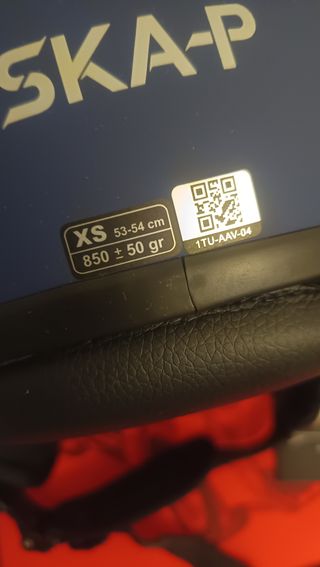 SKA-P
XS 53-54 cm
850 ± 50 gr
1TU-AAV-04